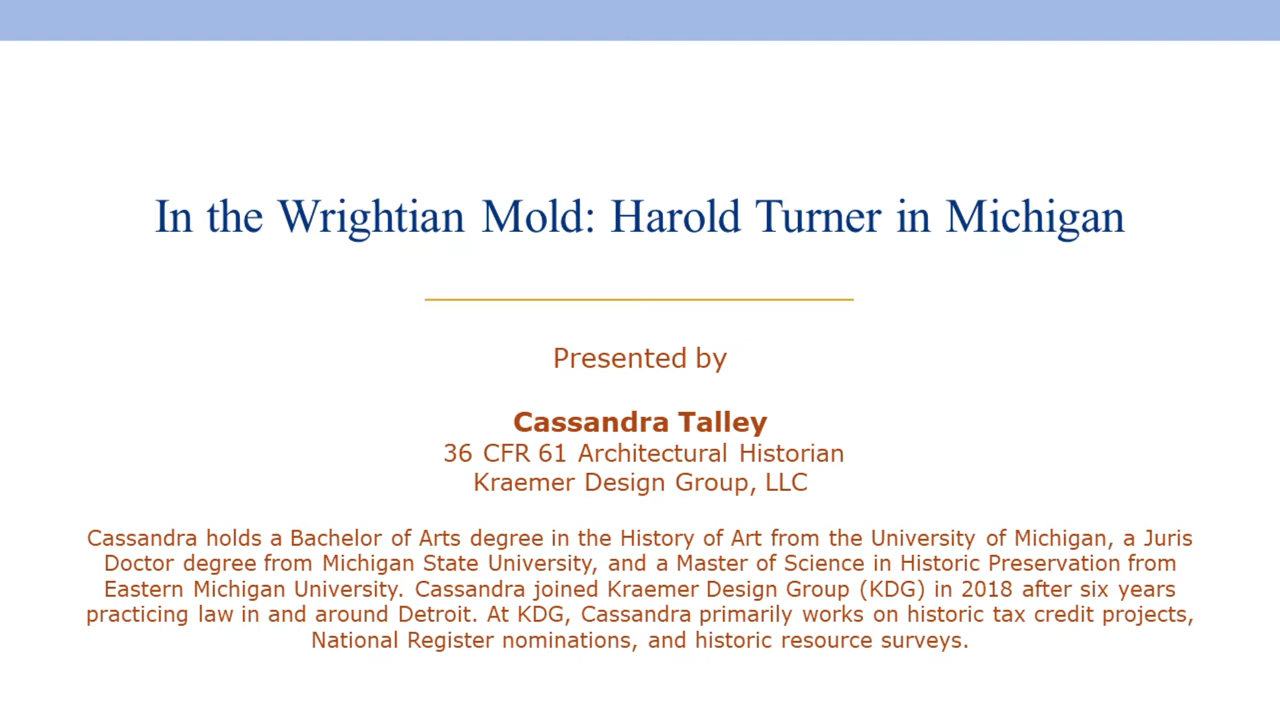 In the Wrightian Mold: Harold Turner in Michigan
Presented by
Cassandra Talley
36 CFR 61 Architectural Historian
Kraemer Design Group, LLC
Cassandra holds a Bachelor of Arts degree in the History of Art from the University of Michigan, a Juris
Doctor degree from Michigan State University, and a Master of Science in Historic Preservation from
Eastern Michigan University. Cassandra joined Kraemer Design Group (KDG) in 2018 after six years
practicing law in and around Detroit. At KDG, Cassandra primarily works on historic tax credit projects,
National Register nominations, and historic resource surveys.